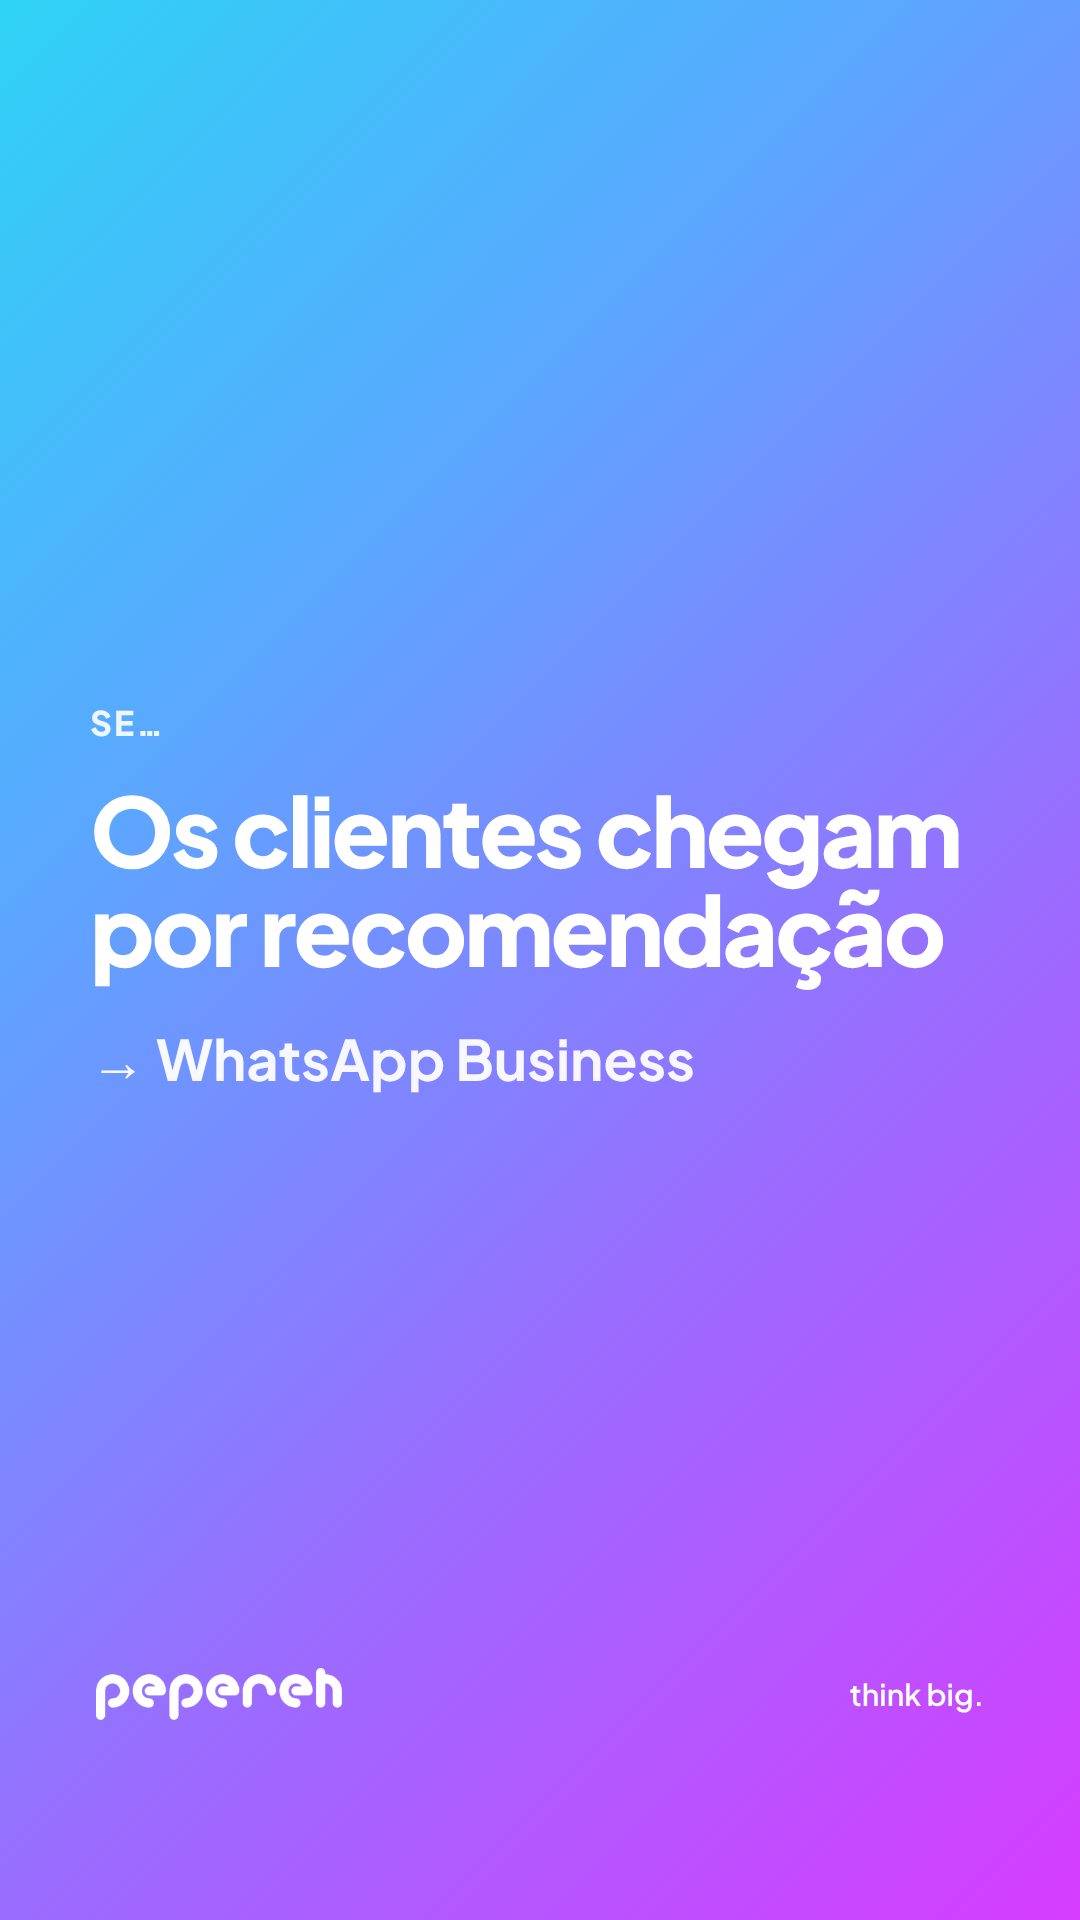 SE...
Os clientes chegam
por recomendação
→ WhatsApp Business
pepereh
think big.